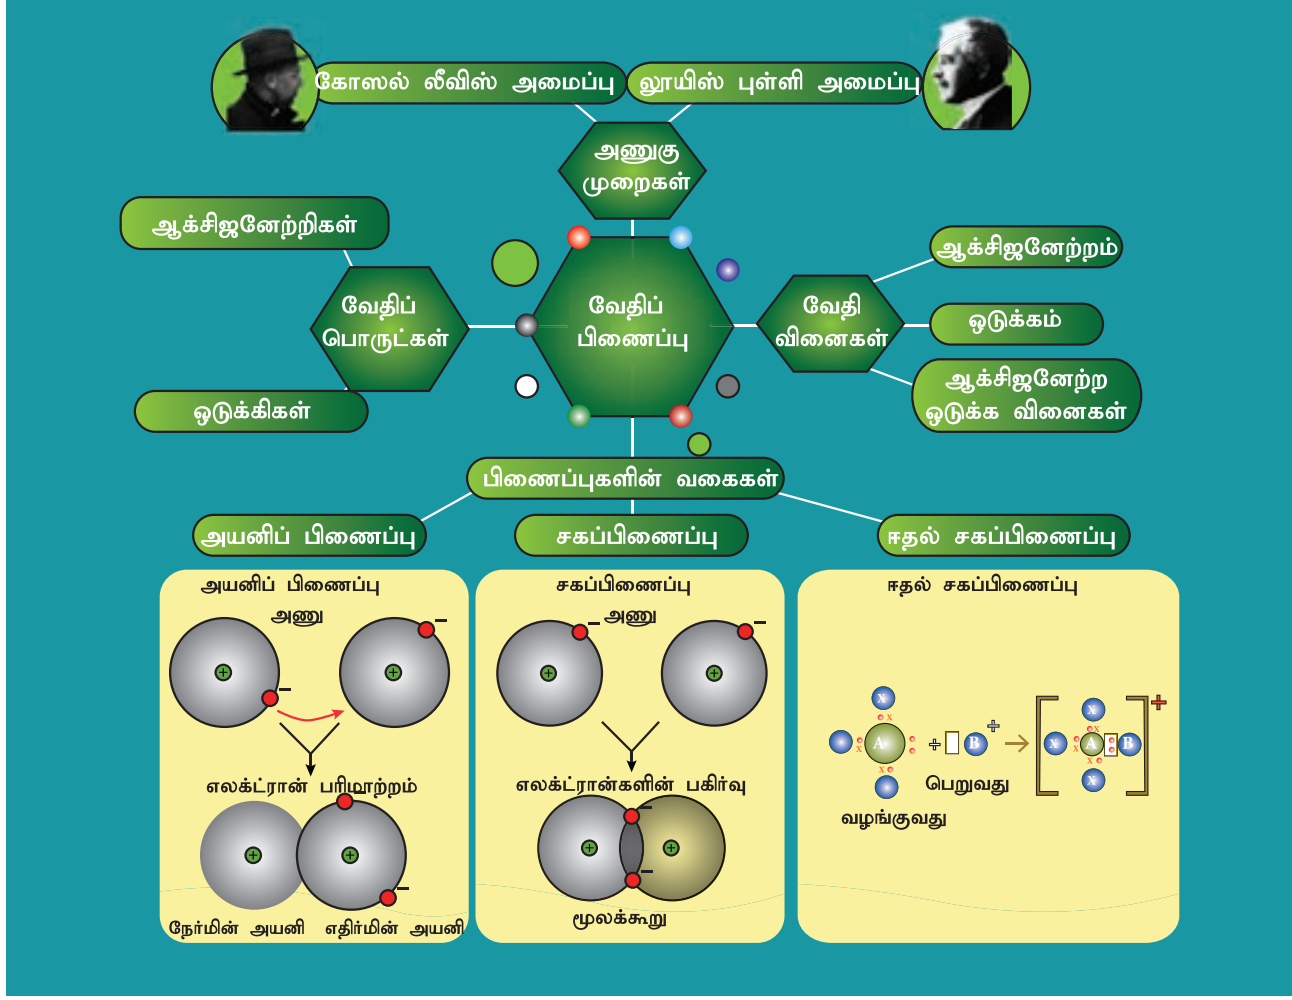 கோஸல் லீவிஸ் அமைப்பு
லூயிஸ் புள்ளி அமைப்பு
அணுகு
முறைகள்
ஆக்சிஜனேற்றிகள்
ஆக்சிஜனேற்றம்
வேதிப்
பொருட்கள்
வேதிப்
பிணைப்பு
வேதி
வினைகள்
ஒடுக்கம்
ஒடுக்கிகள்
ஆக்சிஜனேற்ற
ஒடுக்க வினைகள்
பிணைப்புகளின் வகைகள்
அயனிப் பிணைப்பு
சகப்பிணைப்பு
ஈதல் சகப்பிணைப்பு
அயனிப் பிணைப்பு
அணு
+ − + −
எலக்ட்ரான் பரிமாற்றம்
+ + −
நேர்மின் அயனி எதிர்மின் அயனி
சகப்பிணைப்பு
அணு
+ − + −
எலக்ட்ரான்களின் பகிர்வு
+ − + −
மூலக்கூறு
ஈதல் சகப்பிணைப்பு
X
X
X A + B + → X X A B +
X
X
பெறுவது
வழங்குவது